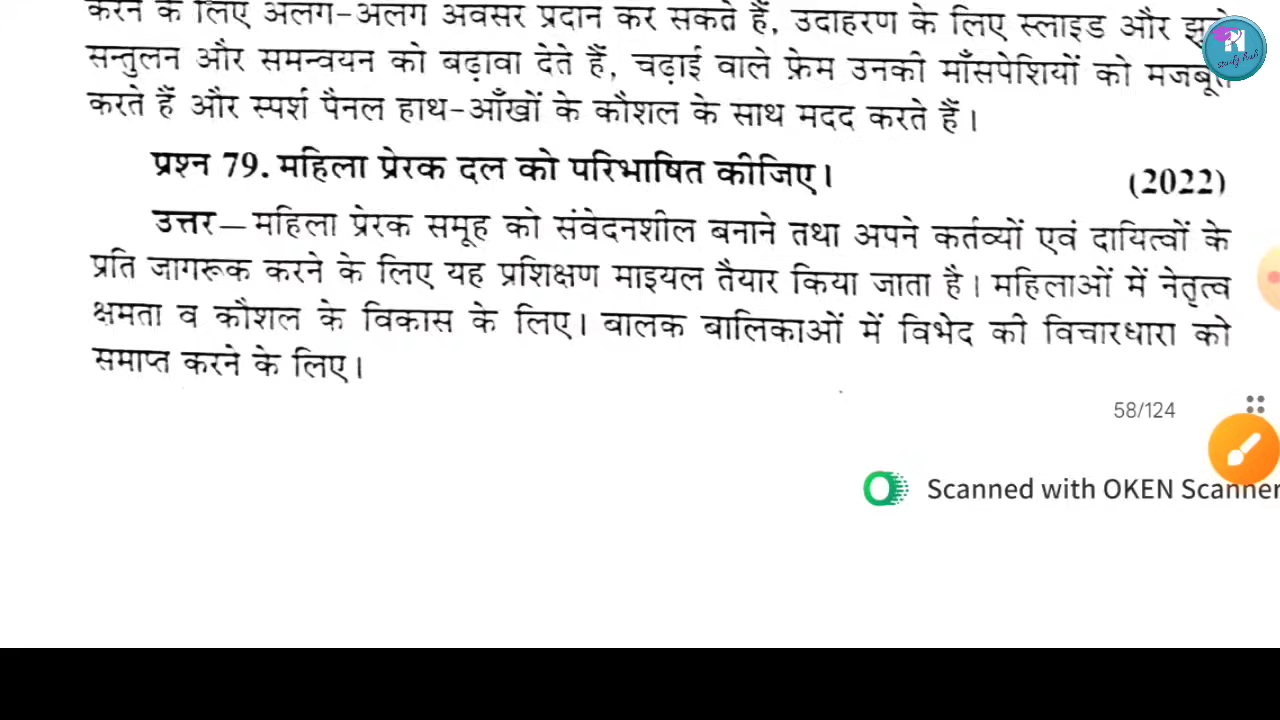 करने के लिए अलग-अलग अवसर प्रदान कर सकते हैं, उदाहरण के लिए स्लाइड और
सन्तुलन और समन्वयन को बढ़ावा देते हैं, चढ़ाई वाले फ्रेम उनकी माँसपेशियों को मजबूत
करते हैं और स्पर्श पैनल हाथ-आँखों के कौशल के साथ मदद करते हैं।
प्रश्न 79. महिला प्रेरक दल को परिभाषित कीजिए। (2022)
उत्तर—महिला प्रेरक समूह को संवेदनशील बनाने तथा अपने कर्तव्यों एवं दायित्वों के
प्रति जागरूक करने के लिए यह प्रशिक्षण माड्यल तैयार किया जाता है। महिलाओं में नेतृत्व
क्षमता व कौशल के विकास के लिए। बालक बालिकाओं में विभेद की विचारधारा को
समाप्त करने के लिए।
58/124
Scanned with OKEN Scanner